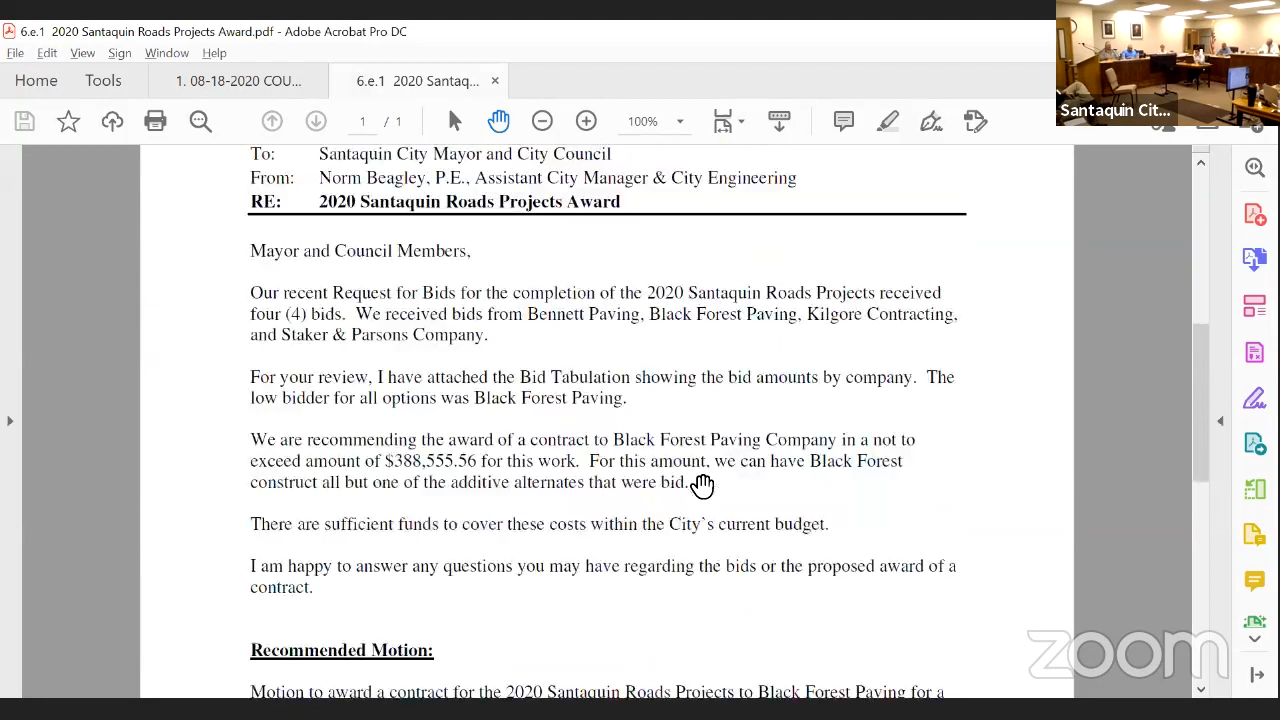 6.e.1 2020 Santaquin Roads Projects Award.pdf - Adobe Acrobat Pro DC
File Edit View Sign Window Help
Home Tools 1. 08-18-2020 COU... 6.e.1 2020 Santaq... ×
1 / 1 100%
Santaquin Cit...
To: Santaquin City Mayor and City Council
From: Norm Beagley, P.E., Assistant City Manager & City Engineering
RE: 2020 Santaquin Roads Projects Award
Mayor and Council Members,
Our recent Request for Bids for the completion of the 2020 Santaquin Roads Projects received
four (4) bids. We received bids from Bennett Paving, Black Forest Paving, Kilgore Contracting,
and Staker & Parsons Company.
For your review, I have attached the Bid Tabulation showing the bid amounts by company. The
low bidder for all options was Black Forest Paving.
We are recommending the award of a contract to Black Forest Paving Company in a not to
exceed amount of $388,555.56 for this work. For this amount, we can have Black Forest
construct all but one of the additive alternates that were bid.
There are sufficient funds to cover these costs within the City`s current budget.
I am happy to answer any questions you may have regarding the bids or the proposed award of a
contract.
Recommended Motion:
Motion to award a contract for the 2020 Santaquin Roads Projects to Black Forest Paving for a
zoom